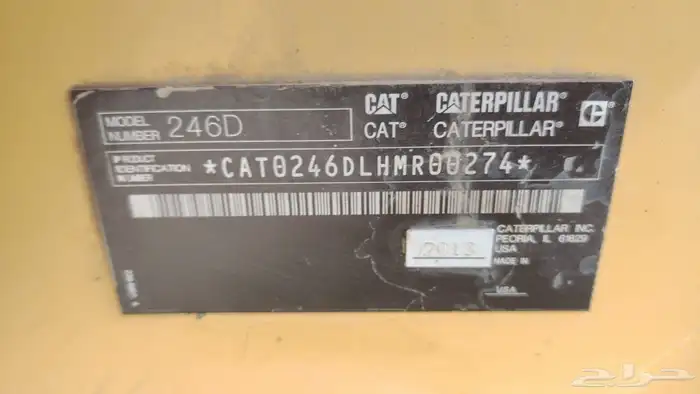 CAT® CATERPILLAR®
CAT® CATERPILLAR®
MODEL NUMBER 246D
PRODUCT IDENTIFICATION NUMBER *CAT0246DLHMR00274*
2013
CATERPILLAR INC.
PEORIA, IL 61629
USA
MADE IN
USA
حراج